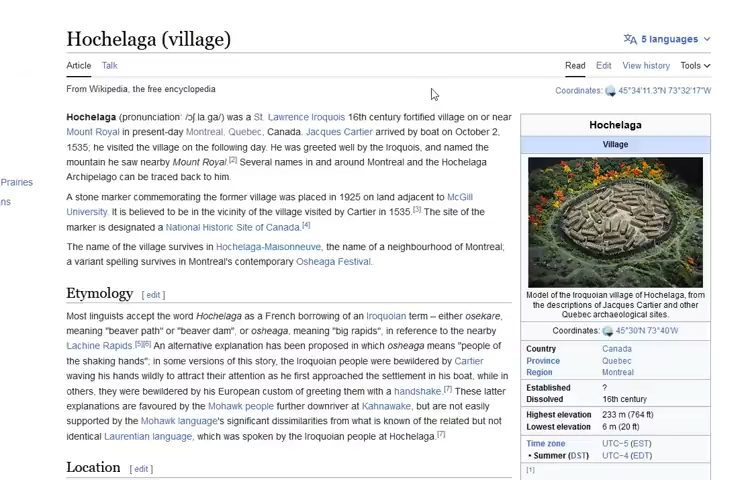 Hochelaga (village)
5 languages
Article Talk
Read Edit View history Tools
From Wikipedia, the free encyclopedia
Coordinates: 45°34′11.3″N 73°32′17″W
Hochelaga (pronunciation: /ɔʃ.la.ga/) was a St. Lawrence Iroquois 16th century fortified village on or near
Mount Royal in present-day Montreal, Quebec, Canada. Jacques Cartier arrived by boat on October 2,
1535; he visited the village on the following day. He was greeted well by the Iroquois, and named the
mountain he saw nearby Mount Royal.[2] Several names in and around Montreal and the Hochelaga
Archipelago can be traced back to him.
A stone marker commemorating the former village was placed in 1925 on land adjacent to McGill
University. It is believed to be in the vicinity of the village visited by Cartier in 1535.[3] The site of the
marker is designated a National Historic Site of Canada.[4]
The name of the village survives in Hochelaga-Maisonneuve, the name of a neighbourhood of Montreal;
a variant spelling survives in Montreal's contemporary Osheaga Festival.
Etymology [ edit ]
Most linguists accept the word Hochelaga as a French borrowing of an Iroquoian term – either osekare,
meaning "beaver path" or "beaver dam", or osheaga, meaning "big rapids", in reference to the nearby
Lachine Rapids.[5][6] An alternative explanation has been proposed in which osheaga means "people of
the shaking hands"; in some versions of this story, the Iroquoian people were bewildered by Cartier
waving his hands wildly to attract their attention as he first approached the settlement in his boat, while in
others, they were bewildered by his European custom of greeting them with a handshake.[7] These latter
explanations are favoured by the Mohawk people further downriver at Kahnawake, but are not easily
supported by the Mohawk language's significant dissimilarities from what is known of the related but not
identical Laurentian language, which was spoken by the Iroquoian people at Hochelaga.[7]
Location [ edit ]
Prairies
ns
Hochelaga
Village
Model of the Iroquoian village of Hochelaga, from
the descriptions of Jacques Cartier and other
Quebec archaeological sites.
Coordinates: 45°30′N 73°40′W
Country Canada
Province Quebec
Region Montreal
Established ?
Dissolved 16th century
Highest elevation 233 m (764 ft)
Lowest elevation 6 m (20 ft)
Time zone UTC−5 (EST)
• Summer (DST) UTC−4 (EDT)
[1]